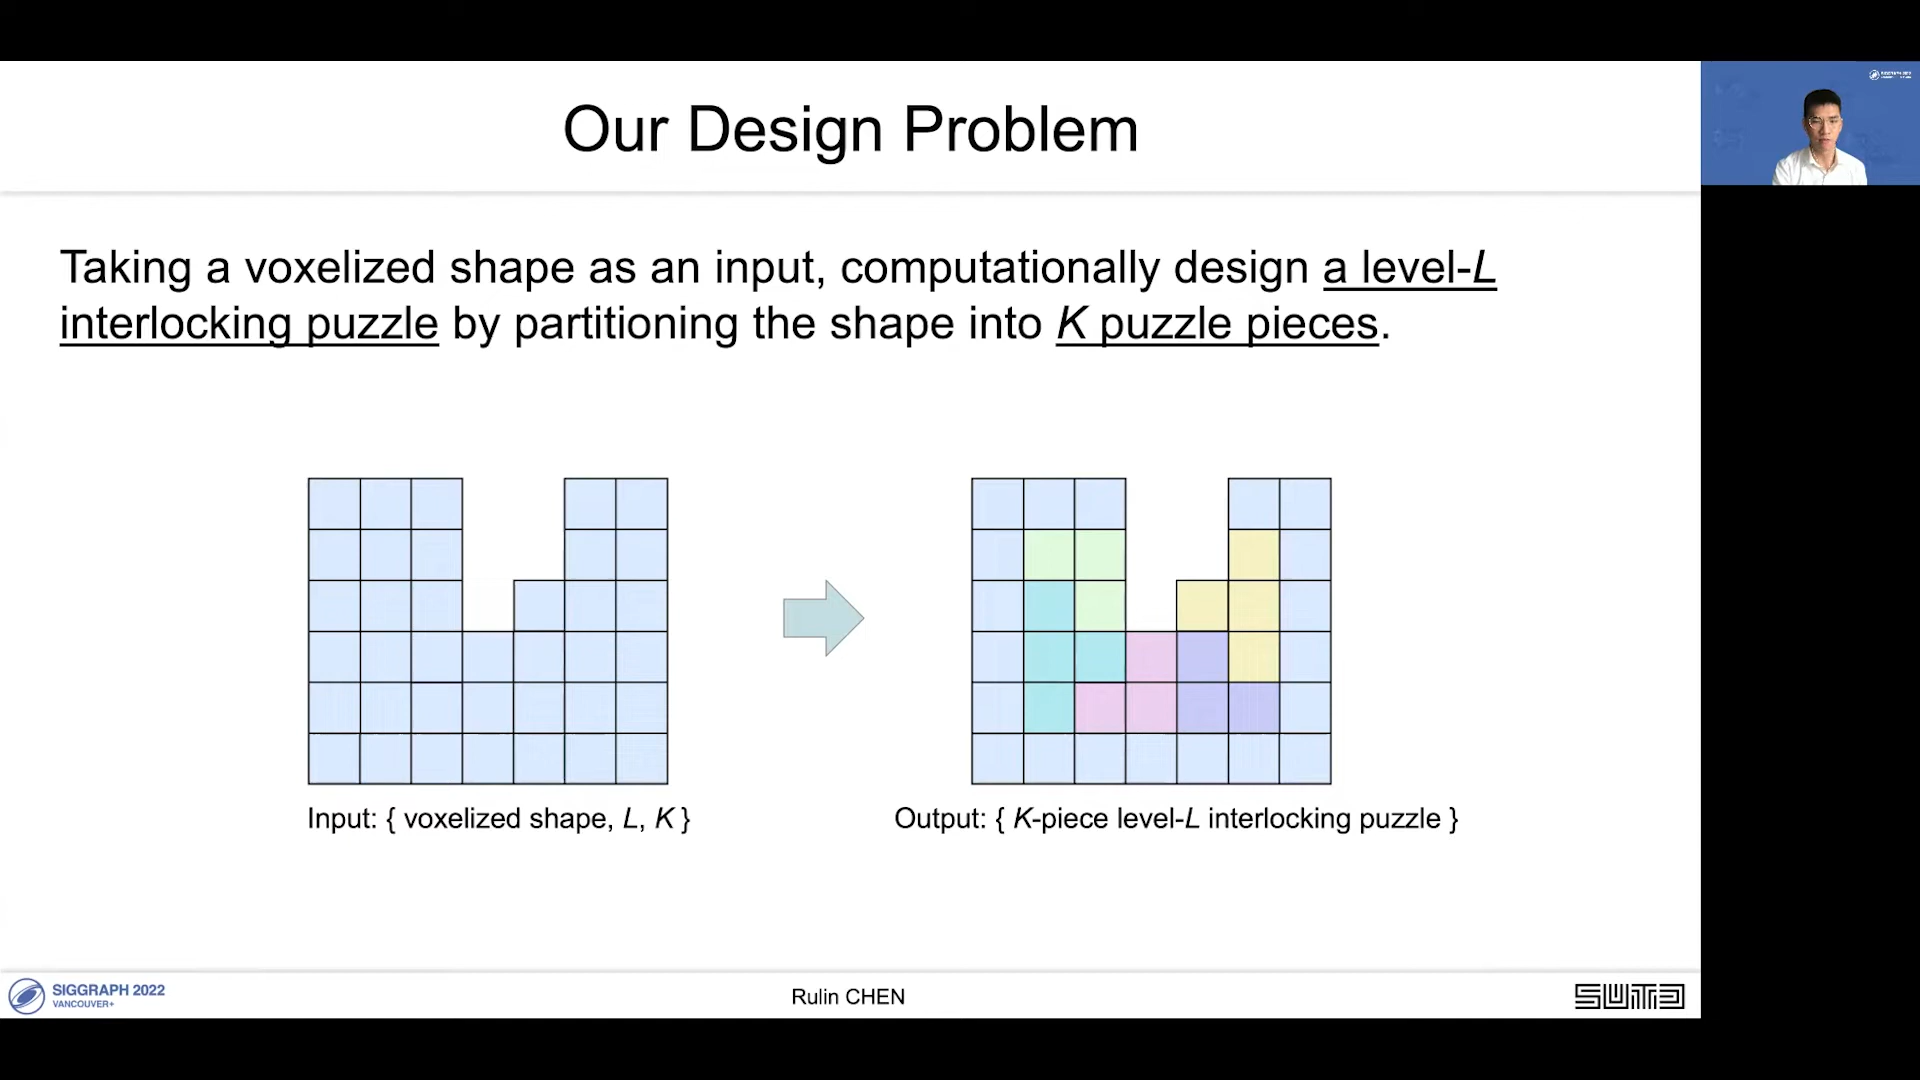 Our Design Problem
Taking a voxelized shape as an input, computationally design a level-L
interlocking puzzle by partitioning the shape into K puzzle pieces.
Input: { voxelized shape, L, K }
Output: { K-piece level-L interlocking puzzle }
SIGGRAPH 2022
VANCOUVER+
Rulin CHEN
SUTD